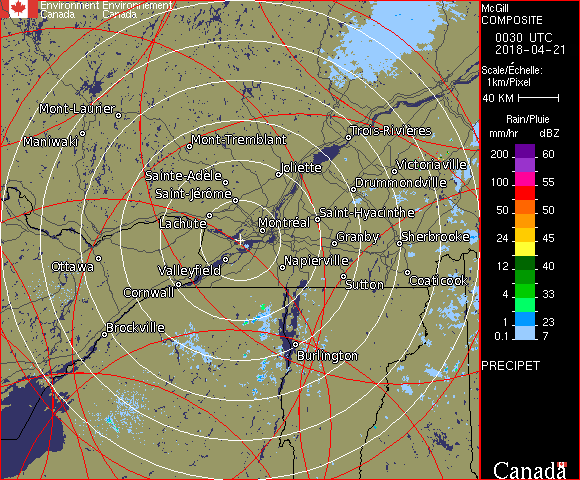 Environment Environnement
Canada Canada
McGill
COMPOSITE
0030 UTC
2018-04-21
Scale/Échelle:
1km/Pixel
40 KM
Rain/Pluie
mm/hr dBZ
200 60
150 57
100 55
50 50
24 45
12 40
4 33
1 23
0.1 7
PRECIPET
Canada
Mont-Laurier
Maniwaki
Mont-Tremblant
Trois-Rivières
Sainte-Adèle
Joliette
Victoriaville
Saint-Jérôme
Drummondville
Lachute
Montréal
Saint-Hyacinthe
Granby
Sherbrooke
Ottawa
Valleyfield
Napierville
Cornwall
Sutton
Coaticook
Brockville
Burlington